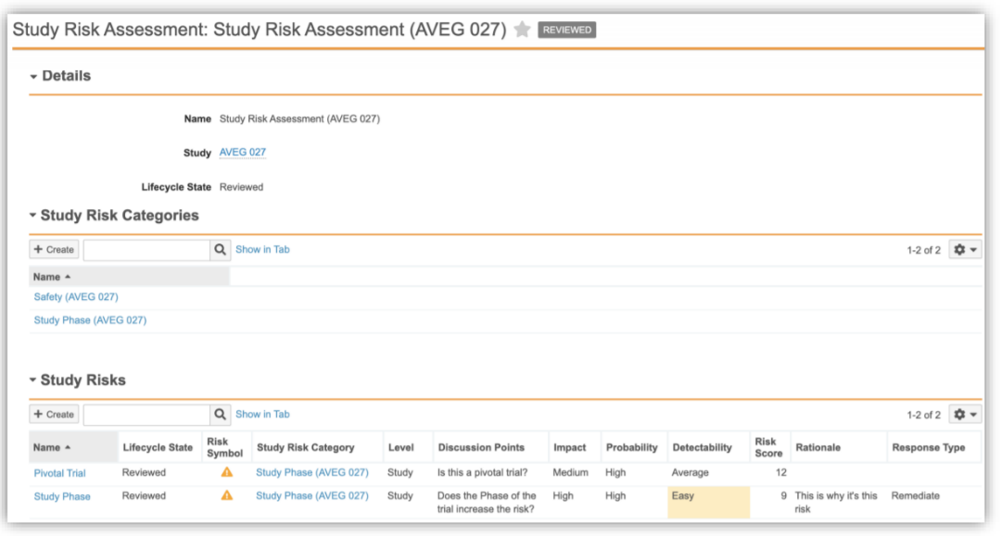 Study Risk Assessment: Study Risk Assessment (AVEG 027) REVIEWED
Details
Name Study Risk Assessment (AVEG 027)
Study AVEG 027
Lifecycle State Reviewed
Study Risk Categories
+ Create Show in Tab 1-2 of 2
Name
Safety (AVEG 027)
Study Phase (AVEG 027)
Study Risks
+ Create Show in Tab 1-2 of 2
Name Lifecycle State Risk Symbol Study Risk Category Level Discussion Points Impact Probability Detectability Risk Score Rationale Response Type
Pivotal Trial Reviewed Study Phase (AVEG 027) Study Is this a pivotal trial? Medium High Average 12
Study Phase Reviewed Study Phase (AVEG 027) Study Does the Phase of the trial increase the risk? High High Easy 9 This is why it's this risk Remediate